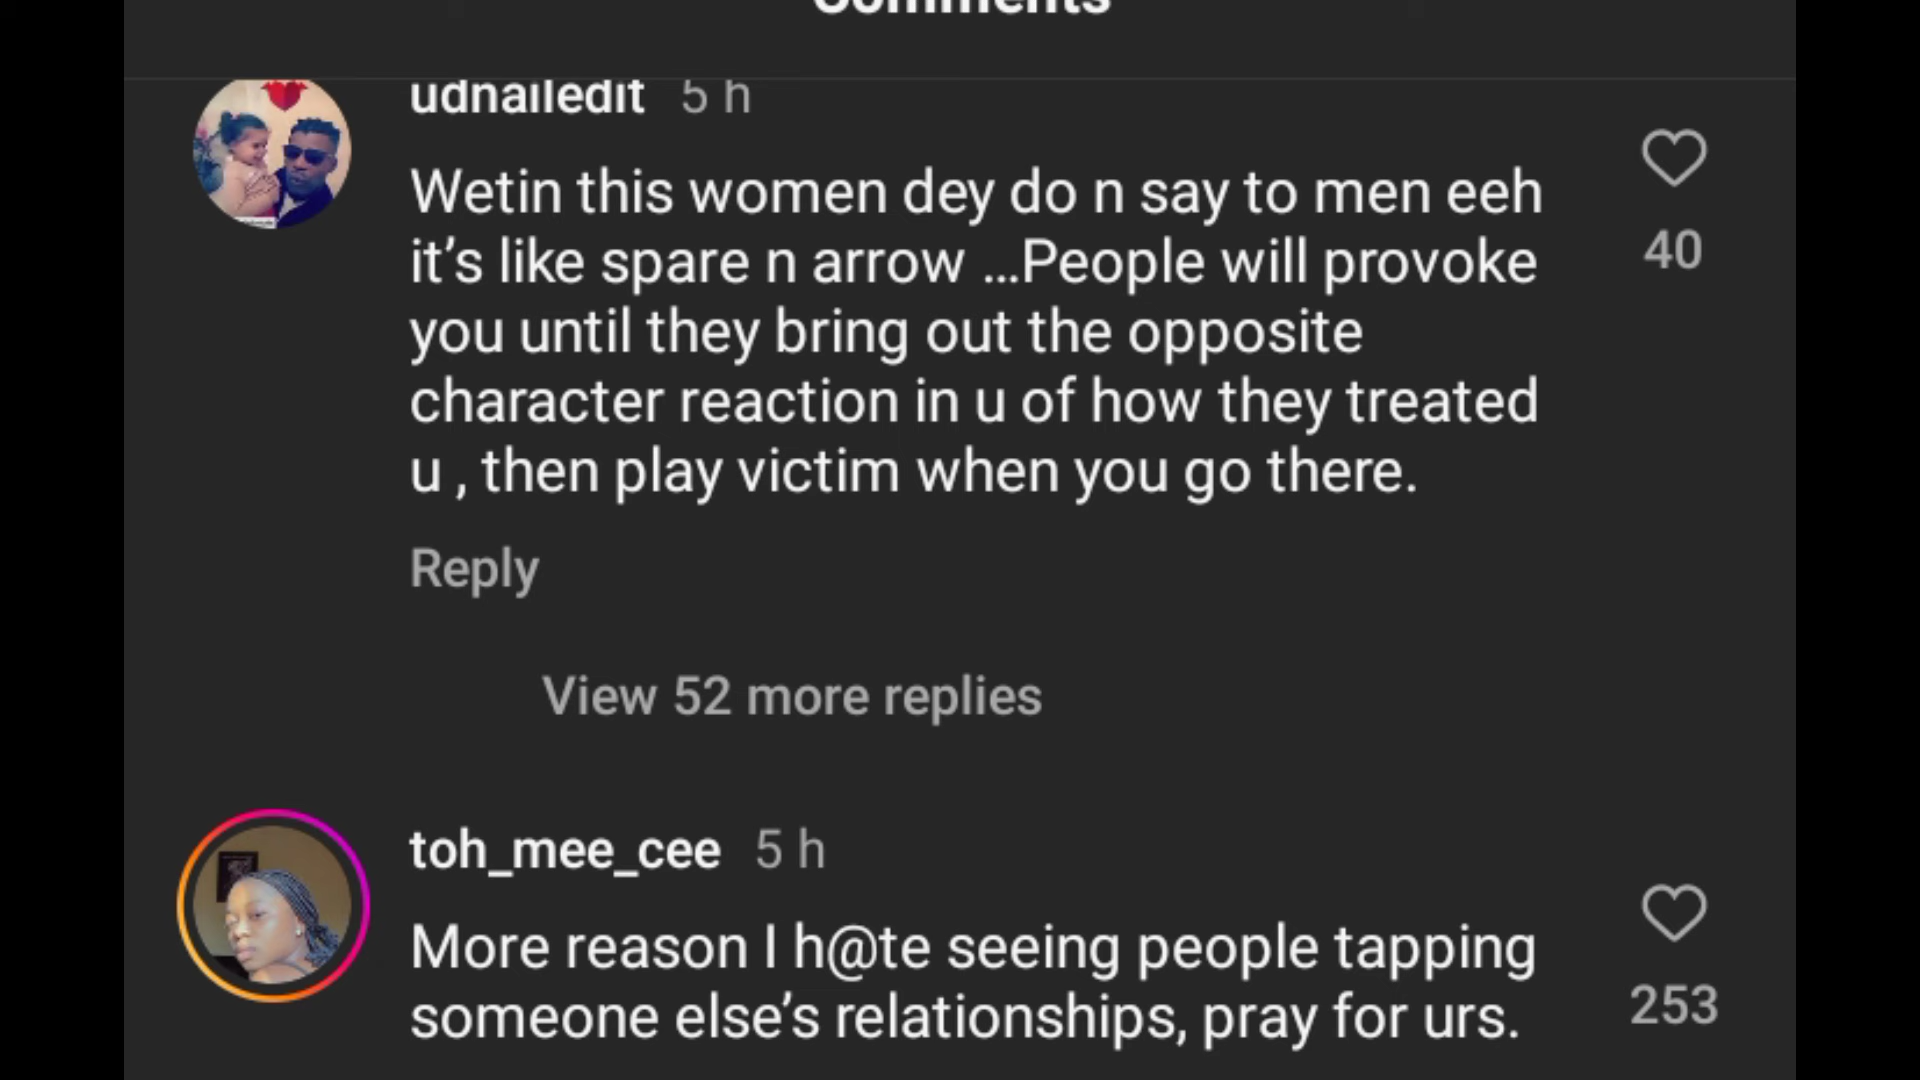 Comments
udnailedit 5 h
Wetin this women dey do n say to men eeh
it’s like spare n arrow ...People will provoke
40
you until they bring out the opposite
character reaction in u of how they treated
u , then play victim when you go there.
Reply
View 52 more replies
toh_mee_cee 5 h
More reason I h@te seeing people tapping
someone else’s relationships, pray for urs.
253